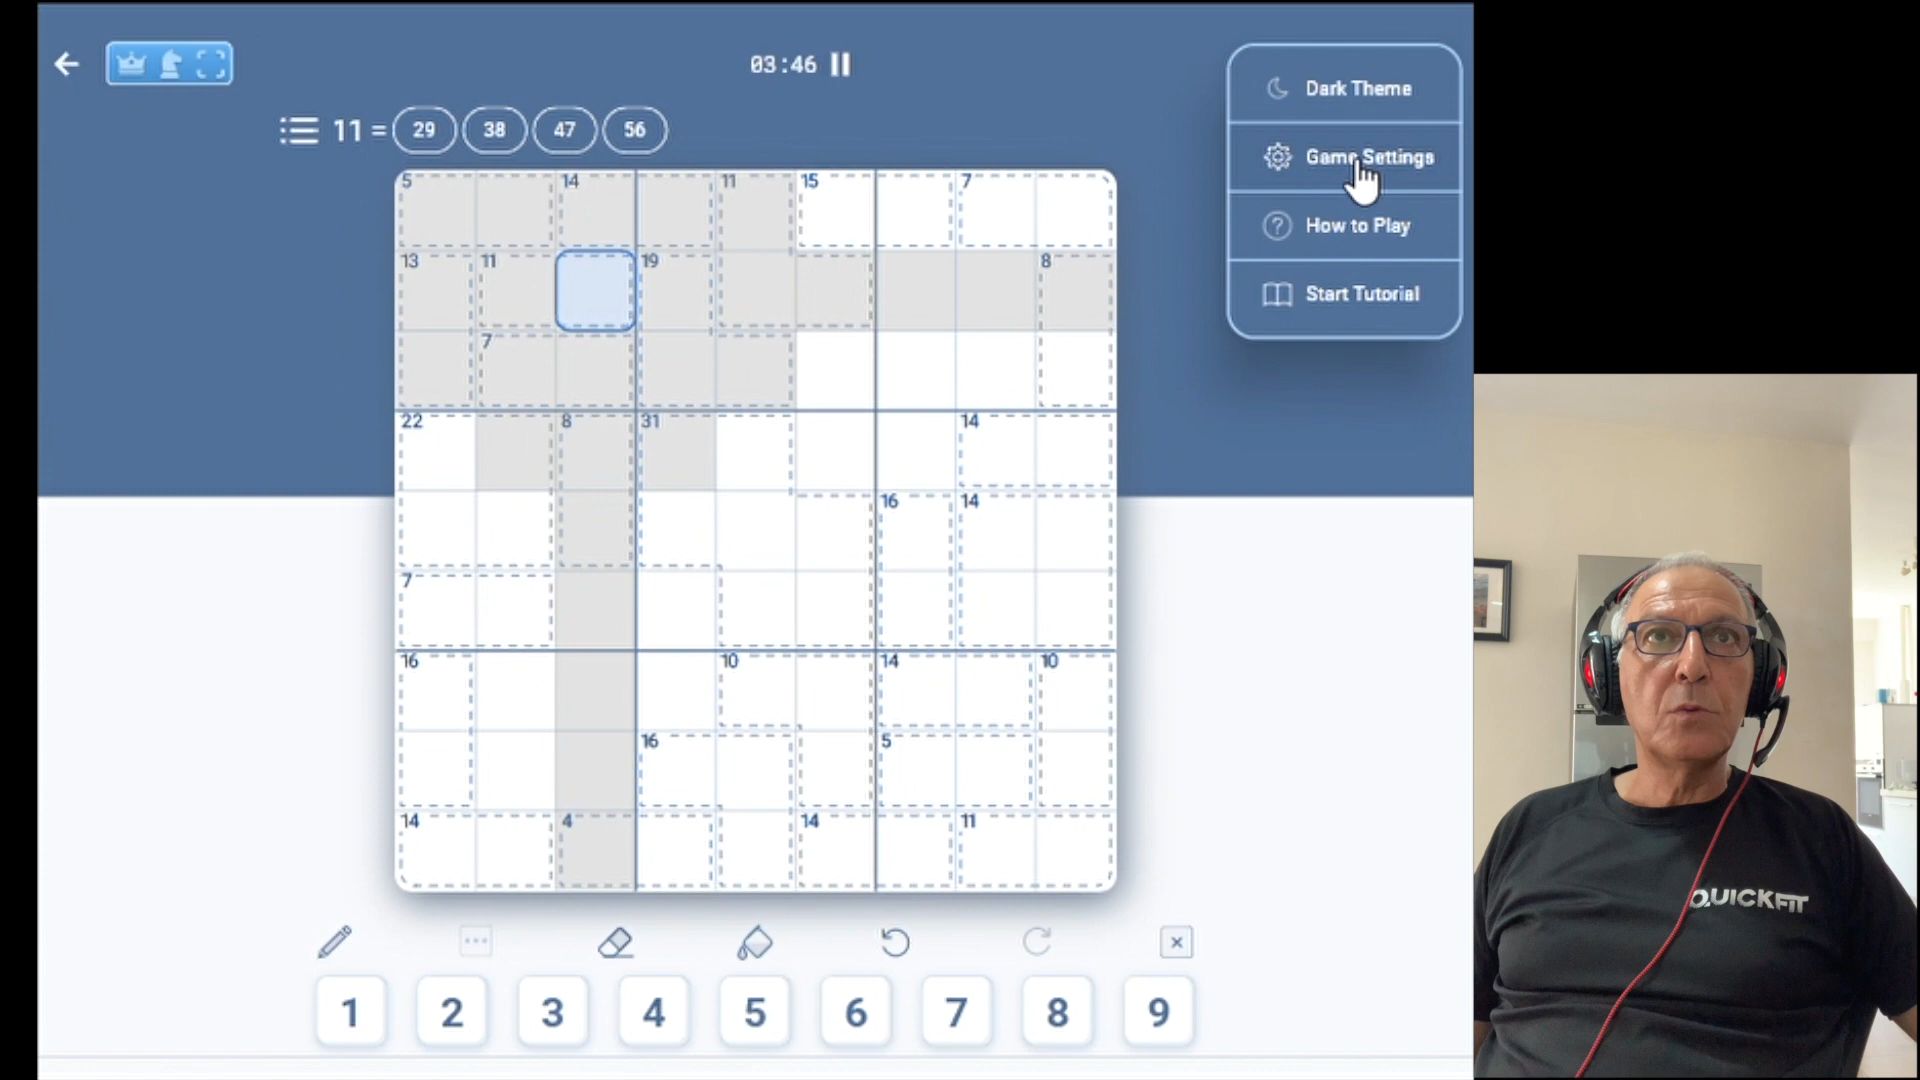 03:46
Dark Theme
11 = 29 38 47 56
Game Settings
5 14 11 15 7
How to Play
13 11 19 8
Start Tutorial
7
22 8 31 14
16 14
7
16 10 14 10
16 5
14 4 14 11
QUICKFIT
1 2 3 4 5 6 7 8 9